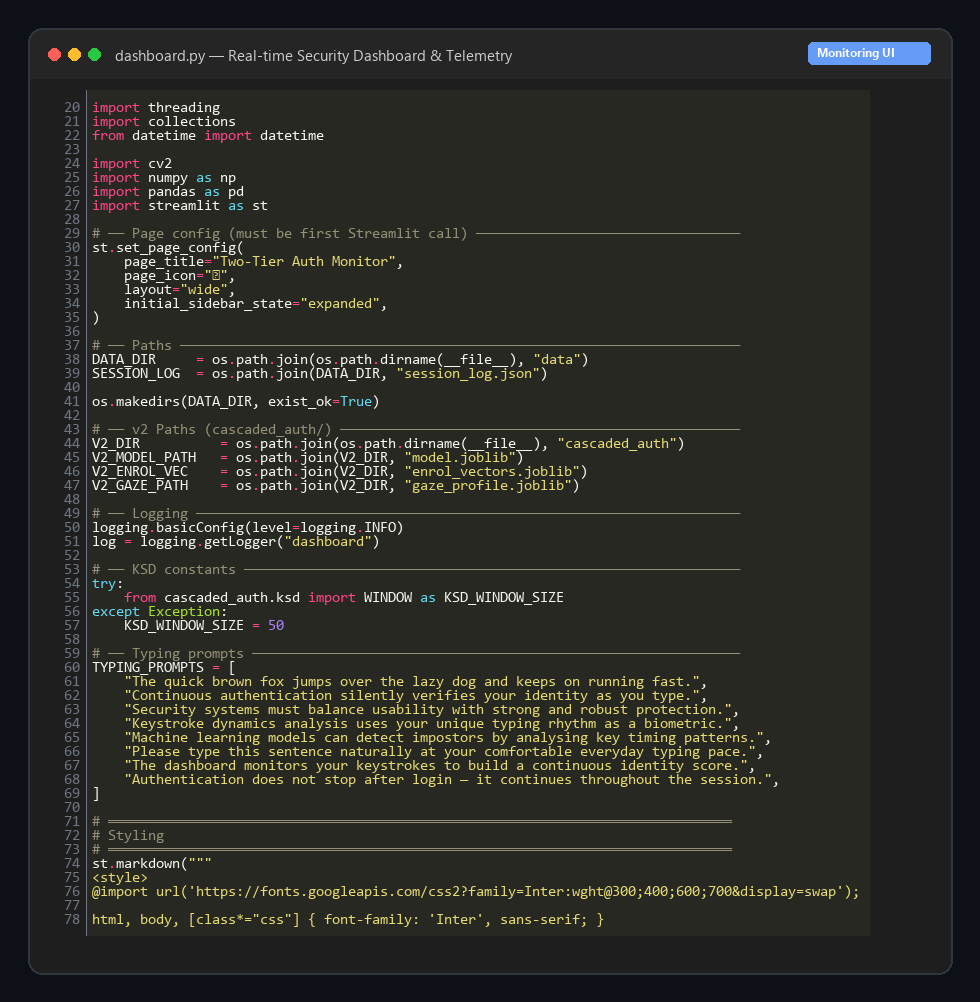 dashboard.py — Real-time Security Dashboard & Telemetry
Monitoring UI
20 import threading
21 import collections
22 from datetime import datetime
23
24 import cv2
25 import numpy as np
26 import pandas as pd
27 import streamlit as st
28
29 # ── Page config (must be first Streamlit call) ─────────────────────────────────
30 st.set_page_config(
31     page_title="Two-Tier Auth Monitor",
32     page_icon="▯",
33     layout="wide",
34     initial_sidebar_state="expanded",
35 )
36
37 # ── Paths ──────────────────────────────────────────────────────────────────────
38 DATA_DIR     = os.path.join(os.path.dirname(__file__), "data")
39 SESSION_LOG  = os.path.join(DATA_DIR, "session_log.json")
40
41 os.makedirs(DATA_DIR, exist_ok=True)
42
43 # ── v2 Paths (cascaded_auth/) ──────────────────────────────────────────────────
44 V2_DIR          = os.path.join(os.path.dirname(__file__), "cascaded_auth")
45 V2_MODEL_PATH   = os.path.join(V2_DIR, "model.joblib")
46 V2_ENROL_VEC    = os.path.join(V2_DIR, "enrol_vectors.joblib")
47 V2_GAZE_PATH    = os.path.join(V2_DIR, "gaze_profile.joblib")
48
49 # ── Logging ────────────────────────────────────────────────────────────────────
50 logging.basicConfig(level=logging.INFO)
51 log = logging.getLogger("dashboard")
52
53 # ── KSD constants ──────────────────────────────────────────────────────────────
54 try:
55     from cascaded_auth.ksd import WINDOW as KSD_WINDOW_SIZE
56 except Exception:
57     KSD_WINDOW_SIZE = 50
58
59 # ── Typing prompts ─────────────────────────────────────────────────────────────
60 TYPING_PROMPTS = [
61     "The quick brown fox jumps over the lazy dog and keeps on running fast.",
62     "Continuous authentication silently verifies your identity as you type.",
63     "Security systems must balance usability with strong and robust protection.",
64     "Keystroke dynamics analysis uses your unique typing rhythm as a biometric.",
65     "Machine learning models can detect impostors by analysing key timing patterns.",
66     "Please type this sentence naturally at your comfortable everyday typing pace.",
67     "The dashboard monitors your keystrokes to build a continuous identity score.",
68     "Authentication does not stop after login — it continues throughout the session.",
69 ]
70
71 # ══════════════════════════════════════════════════════════════════════════════
72 # Styling
73 # ══════════════════════════════════════════════════════════════════════════════
74 st.markdown("""
75 <style>
76 @import url('https://fonts.googleapis.com/css2?family=Inter:wght@300;400;600;700&display=swap');
77
78 html, body, [class*="css"] { font-family: 'Inter', sans-serif; }